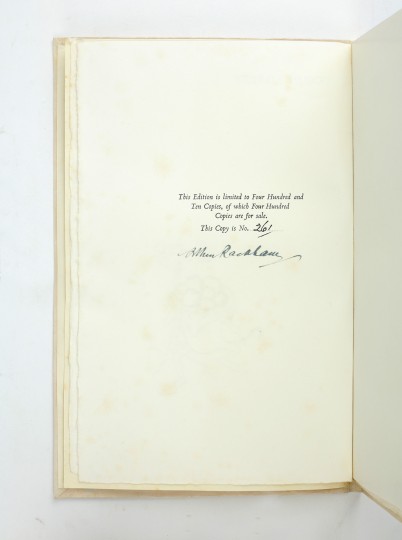 This Edition is limited to Four Hundred and
Ten Copies, of which Four Hundred
Copies are for sale.
This Copy is No. 261
Arthur Rackham